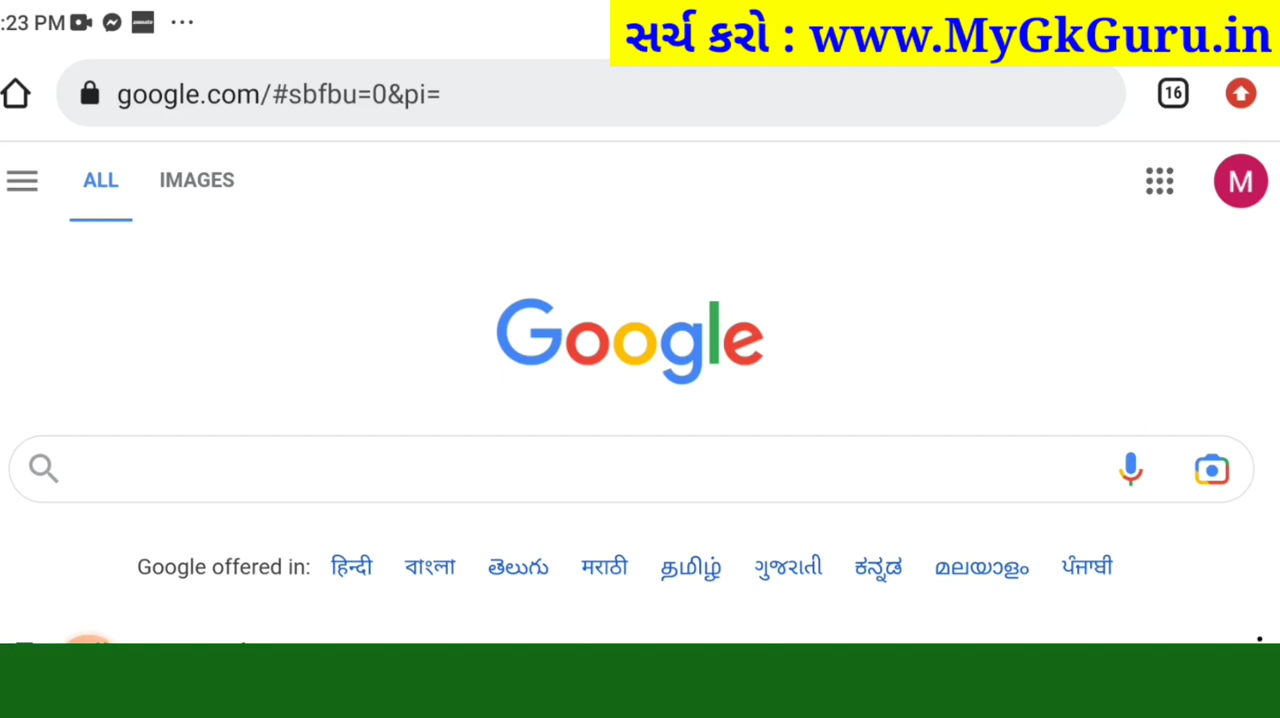 :23 PM
સર્ચ કરો : www.MyGkGuru.in
google.com/#sbfbu=0&pi=
16
ALL IMAGES
M
Google
Google offered in: हिन्दी বাংলা తెలుగు मराठी தமிழ் ગુજરાતી ಕನ್ನಡ മലയാളം ਪੰਜਾਬੀ